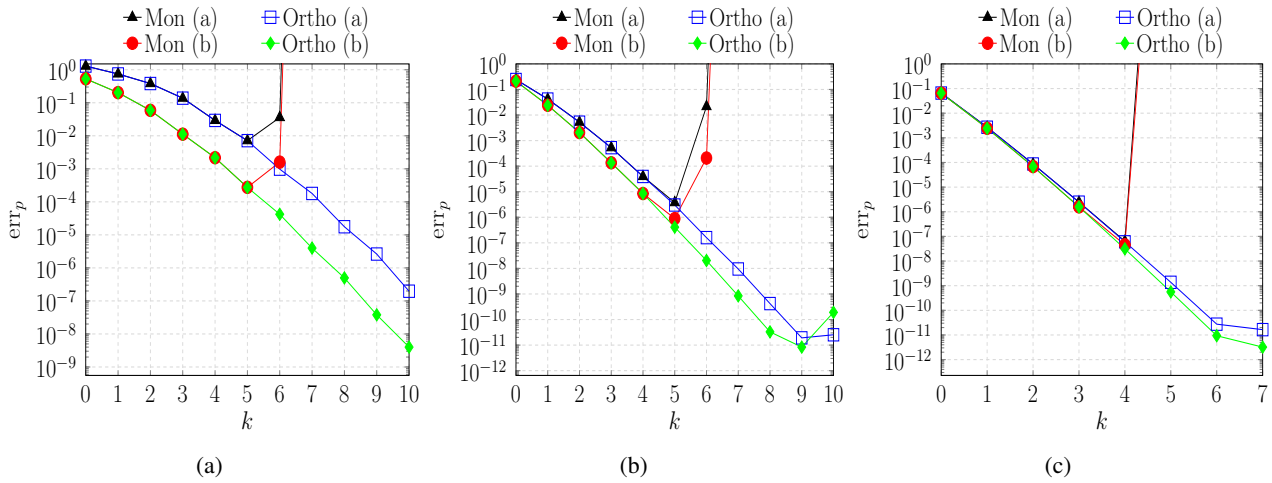 Mon (a) Ortho (a)
Mon (b) Ortho (b)
10^0
10^−1
10^−2
10^−3
10^−4
10^−5
10^−6
10^−7
10^−8
10^−9
err_p
0 1 2 3 4 5 6 7 8 9 10
k
(a)
Mon (a) Ortho (a)
Mon (b) Ortho (b)
10^0
10^−1
10^−2
10^−3
10^−4
10^−5
10^−6
10^−7
10^−8
10^−9
10^−10
10^−11
10^−12
err_p
0 1 2 3 4 5 6 7 8 9 10
k
(b)
Mon (a) Ortho (a)
Mon (b) Ortho (b)
10^0
10^−1
10^−2
10^−3
10^−4
10^−5
10^−6
10^−7
10^−8
10^−9
10^−10
10^−11
10^−12
err_p
0 1 2 3 4 5 6 7
k
(c)